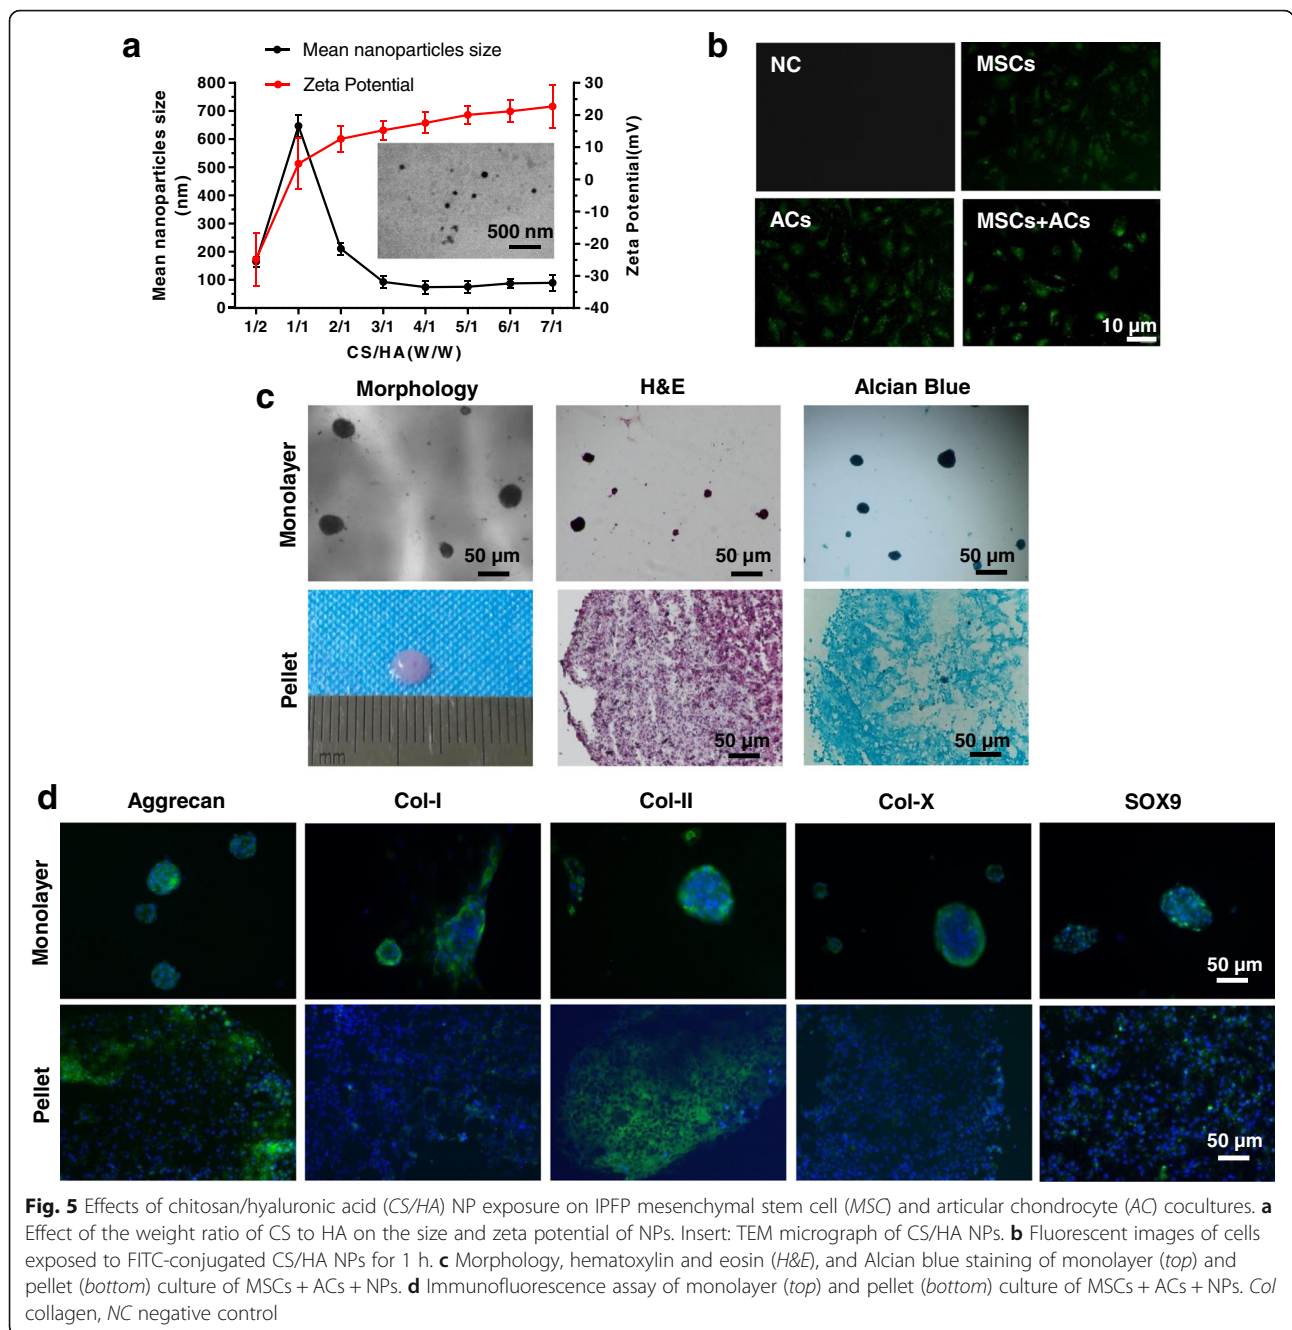 a
Mean nanoparticles size
Zeta Potential
800
700
600
500
400
300
200
100
0
Mean nanoparticles size
(nm)
30
20
10
0
-10
-20
-30
-40
Zeta Potential(mV)
500 nm
1/2 1/1 2/1 3/1 4/1 5/1 6/1 7/1
CS/HA(W/W)
b
NC
MSCs
ACs
MSCs+ACs
10 µm
c
Morphology H&E Alcian Blue
Monolayer
50 µm 50 µm 50 µm
Pellet
mm
50 µm 50 µm
d
Aggrecan Col-I Col-II Col-X SOX9
Monolayer
50 µm
Pellet
50 µm
Fig. 5 Effects of chitosan/hyaluronic acid (CS/HA) NP exposure on IPFP mesenchymal stem cell (MSC) and articular chondrocyte (AC) cocultures. a
Effect of the weight ratio of CS to HA on the size and zeta potential of NPs. Insert: TEM micrograph of CS/HA NPs. b Fluorescent images of cells
exposed to FITC-conjugated CS/HA NPs for 1 h. c Morphology, hematoxylin and eosin (H&E), and Alcian blue staining of monolayer (top) and
pellet (bottom) culture of MSCs + ACs + NPs. d Immunofluorescence assay of monolayer (top) and pellet (bottom) culture of MSCs + ACs + NPs. Col
collagen, NC negative control